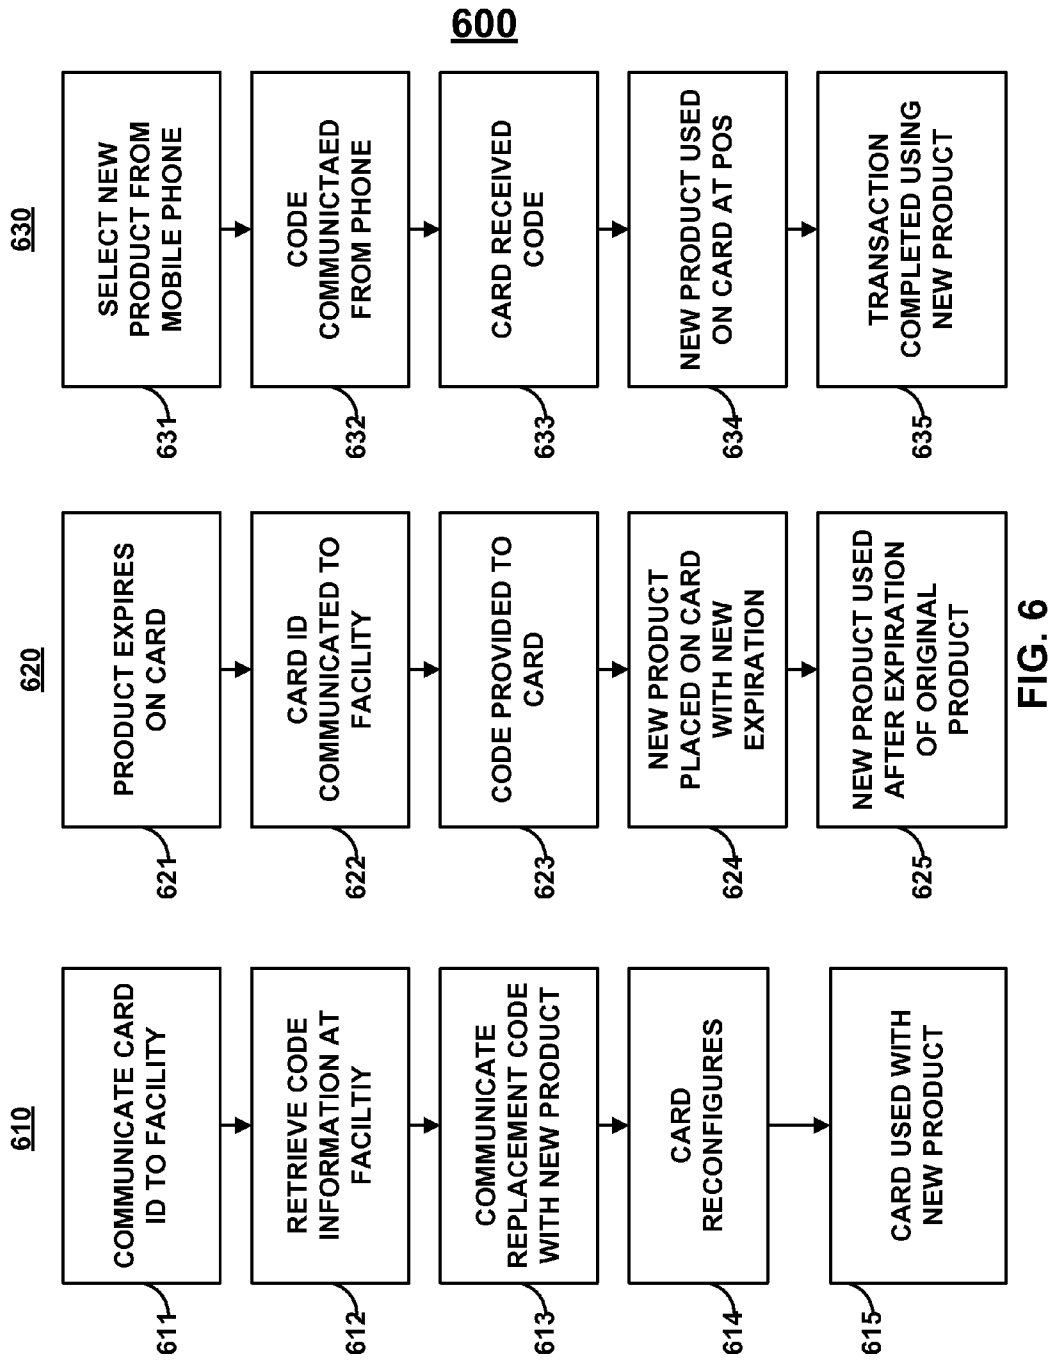 600
610
COMMUNICATE CARD
ID TO FACILITY
611
RETRIEVE CODE
INFORMATION AT
FACILTIY
612
COMMUNICATE
REPLACEMENT CODE
WITH NEW PRODUCT
613
CARD
RECONFIGURES
614
CARD USED WITH
NEW PRODUCT
615
620
PRODUCT EXPIRES
ON CARD
621
CARD ID
COMMUNICATED TO
FACILITY
622
CODE PROVIDED TO
CARD
623
NEW PRODUCT
PLACED ON CARD
WITH NEW
EXPIRATION
624
NEW PRODUCT USED
AFTER EXPIRATION
OF ORIGINAL
PRODUCT
625
630
SELECT NEW
PRODUCT FROM
MOBILE PHONE
631
CODE
COMMUNICTAED
FROM PHONE
632
CARD RECEIVED
CODE
633
NEW PRODUCT USED
ON CARD AT POS
634
TRANSACTION
COMPLETED USING
NEW PRODUCT
635
FIG. 6